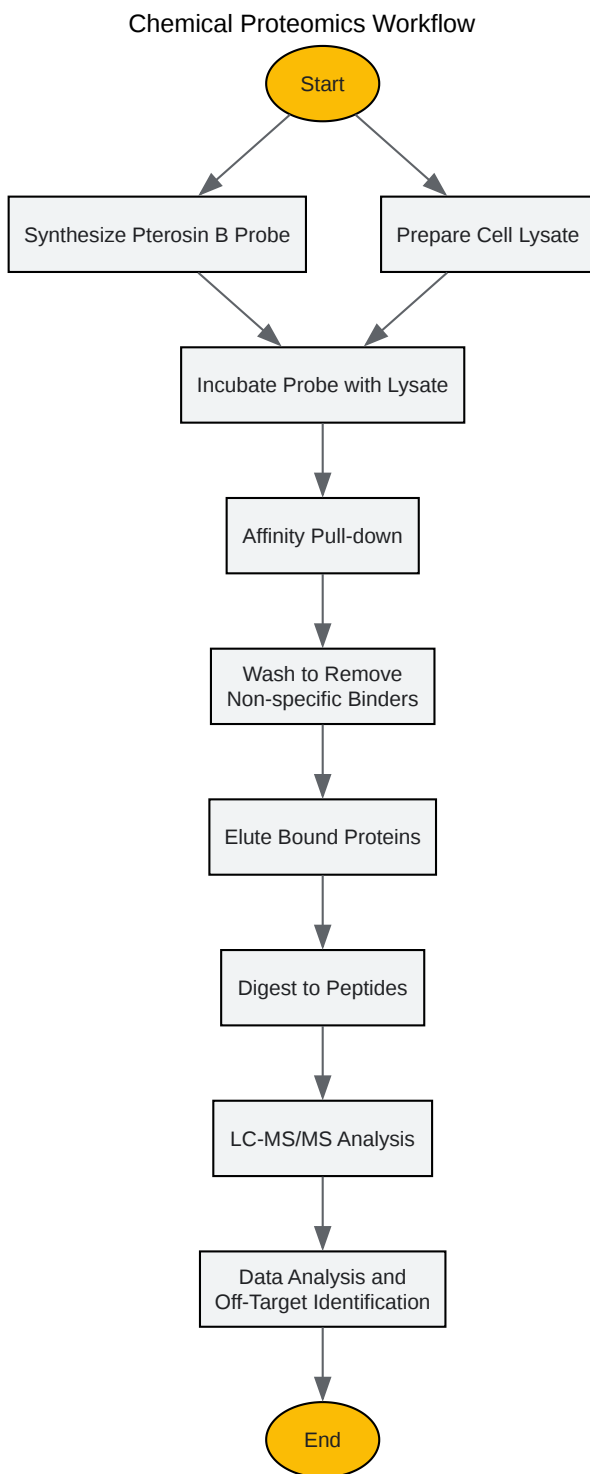 Chemical Proteomics Workflow
Start
Synthesize Pterosin B Probe
Prepare Cell Lysate
Incubate Probe with Lysate
Affinity Pull-down
Wash to Remove
Non-specific Binders
Elute Bound Proteins
Digest to Peptides
LC-MS/MS Analysis
Data Analysis and
Off-Target Identification
End